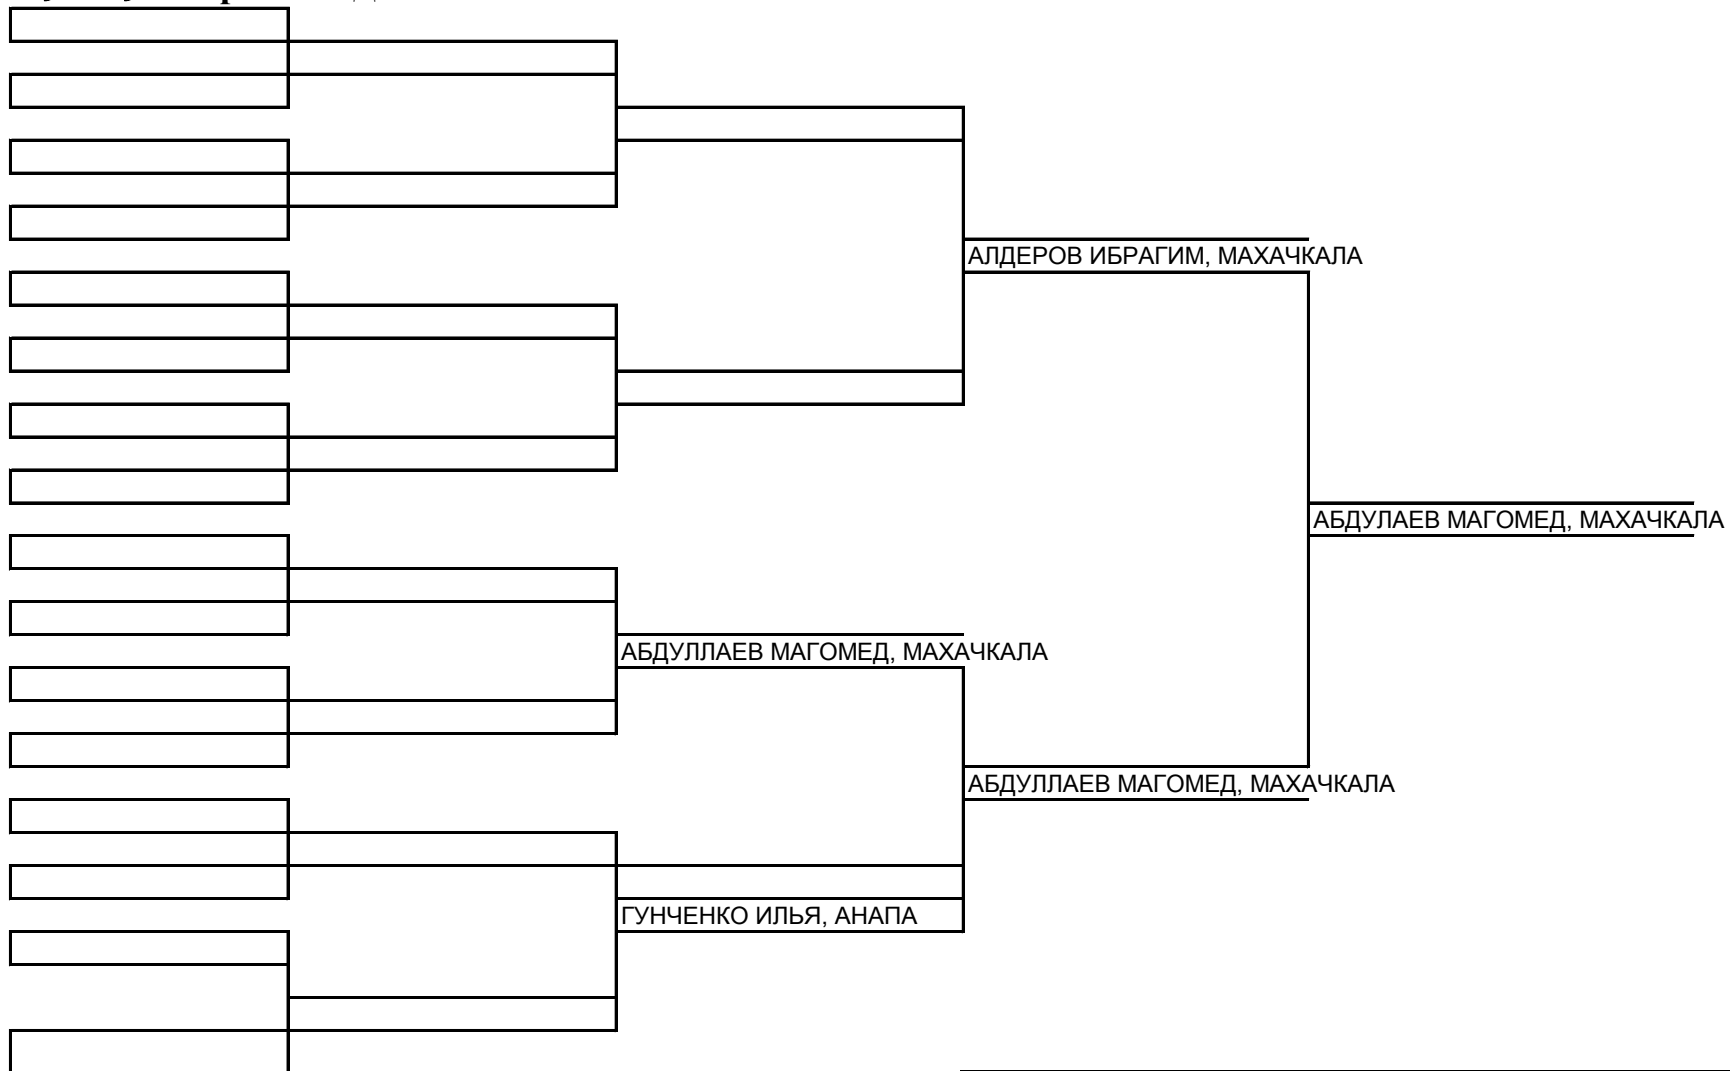 АЛДЕРОВ ИБРАГИМ, МАХАЧКАЛА
АБДУЛАЕВ МАГОМЕД, МАХАЧКАЛА
АБДУЛЛАЕВ МАГОМЕД, МАХАЧКАЛА
АБДУЛЛАЕВ МАГОМЕД, МАХАЧКАЛА
ГУНЧЕНКО ИЛЬЯ, АНАПА